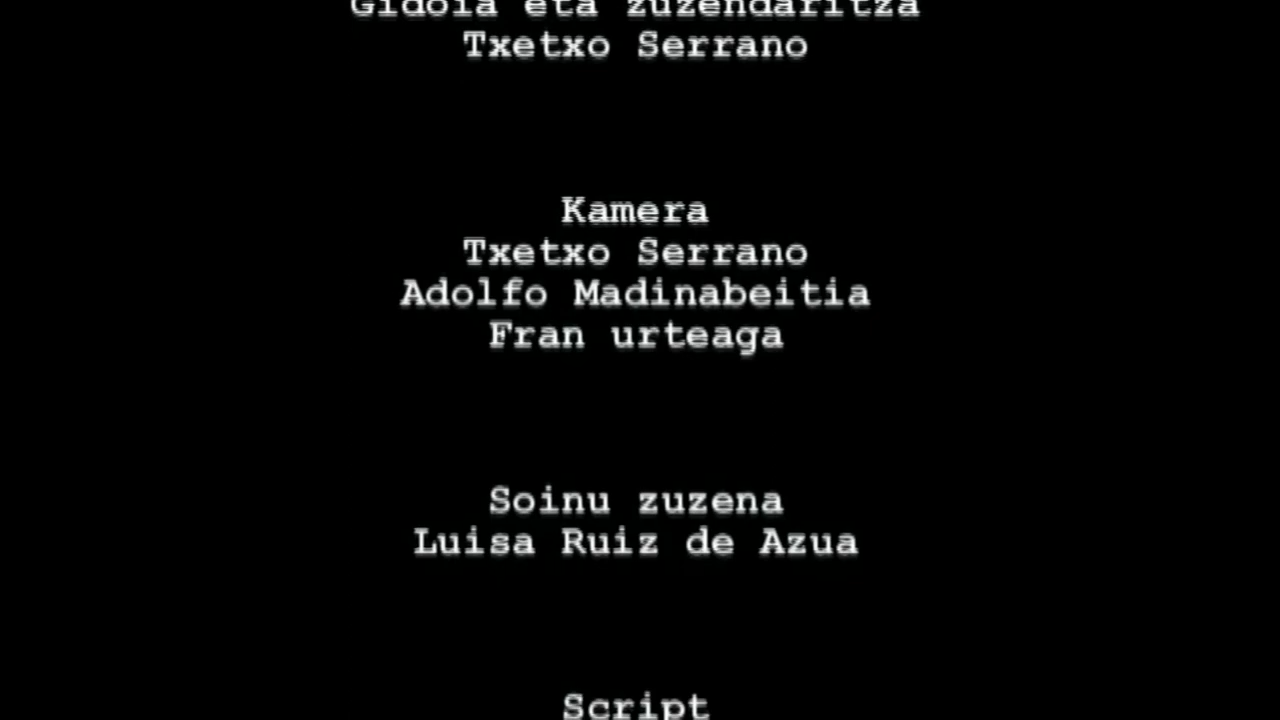 Gidoia eta zuzendaritza
Txetxo Serrano
Kamera
Txetxo Serrano
Adolfo Madinabeitia
Fran urteaga
Soinu zuzena
Luisa Ruiz de Azua
Script